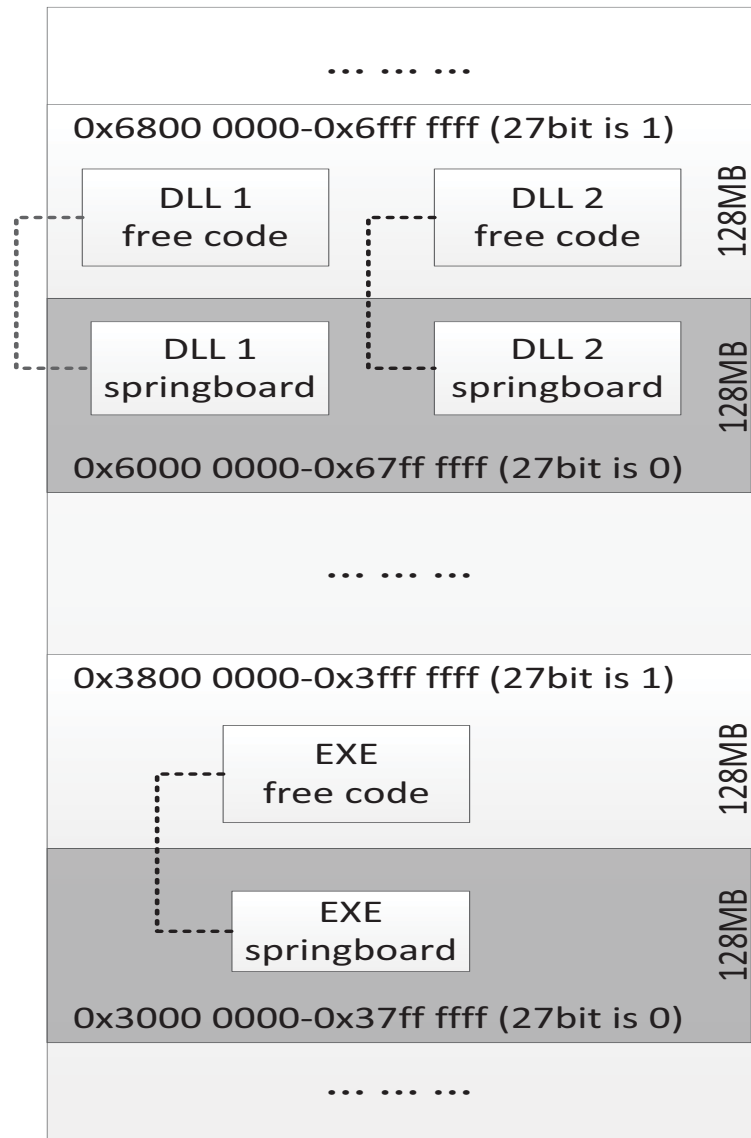 ... ... ...
0x6800 0000-0x6fff ffff (27bit is 1)
DLL 1
free code
DLL 2
free code
128MB
DLL 1
springboard
DLL 2
springboard
128MB
0x6000 0000-0x67ff ffff (27bit is 0)
... ... ...
0x3800 0000-0x3fff ffff (27bit is 1)
EXE
free code
128MB
EXE
springboard
128MB
0x3000 0000-0x37ff ffff (27bit is 0)
... ... ...